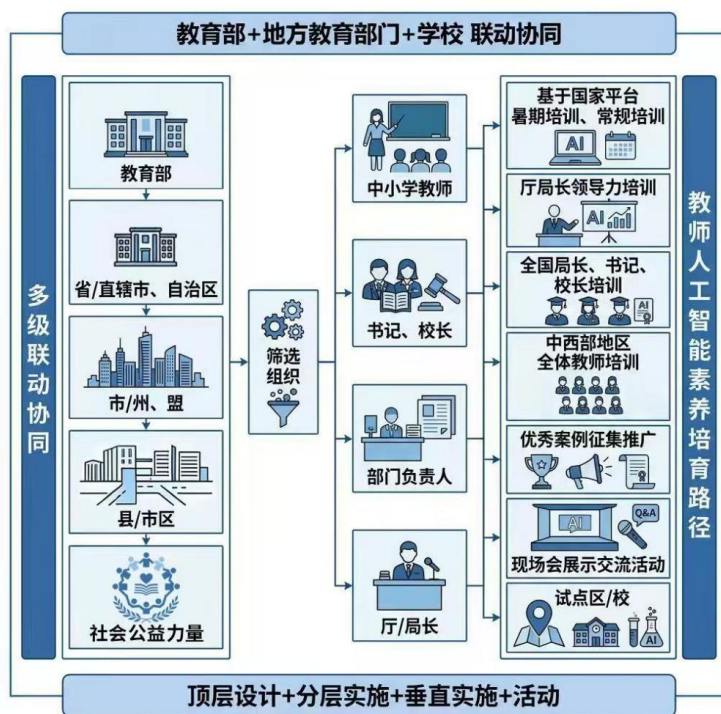 教育部+地方教育部门+学校 联动协同
多级联动协同
教育部
省/直辖市、自治区
市/州、盟
县/市区
社会公益力量
筛选
组织
中小学教师
书记、校长
部门负责人
厅/局长
基于国家平台
暑期培训、常规培训
AI
厅局长领导力培训
AI
全国局长、书记、
校长培训
AI
中西部地区
全体教师培训
优秀案例征集推广
AI
Q&A
现场会展示交流活动
试点区/校
AI
教师人工智能素养培育路径
顶层设计+分层实施+垂直实施+活动